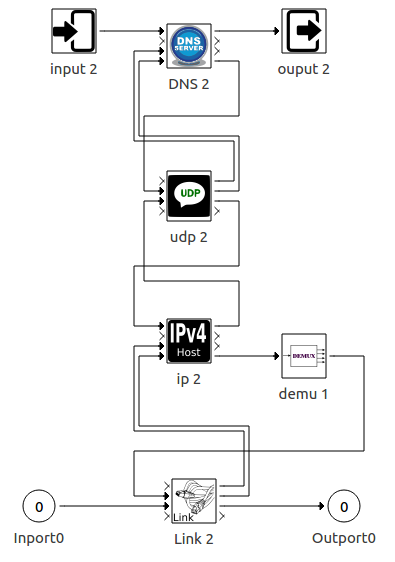 DNS
SERVER
input 2
DNS 2
ouput 2
UDP
udp 2
IPv4
Host
DEMUX
ip 2
demu 1
0
Link
0
Inport0
Link 2
Outport0